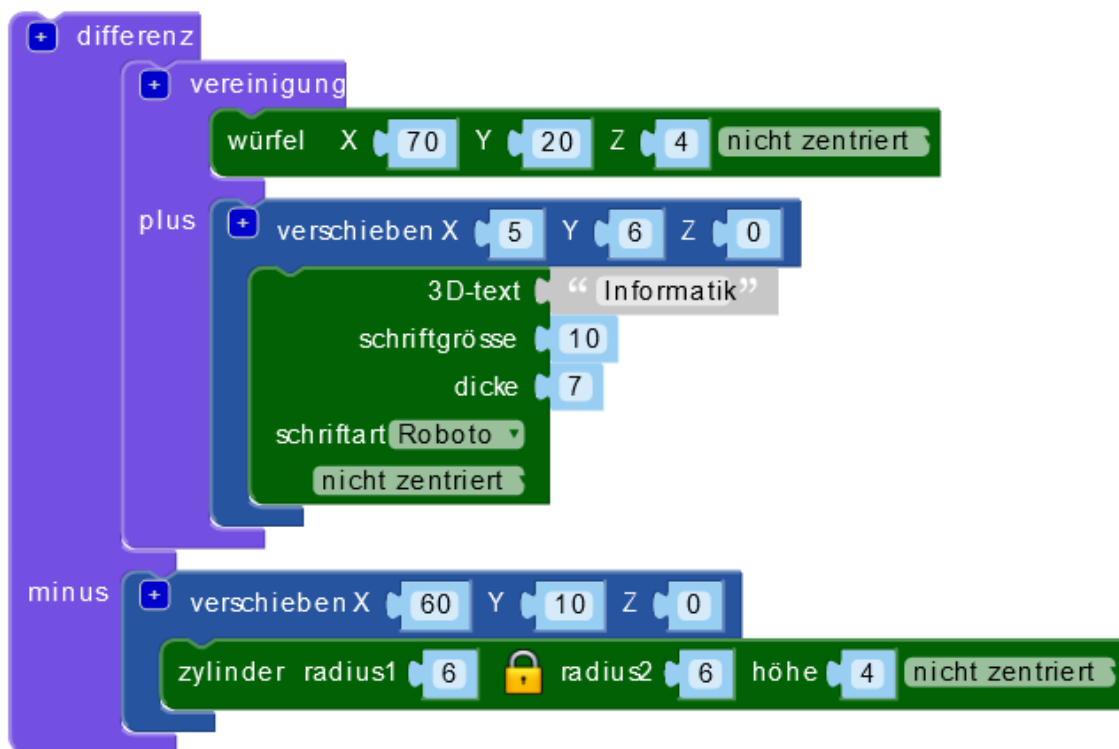 + differenz
+ vereinigung
würfel X 70 Y 20 Z 4 nicht zentriert
plus + verschieben X 5 Y 6 Z 0
3D-text “ Informatik ”
schriftgrösse 10
dicke 7
schriftart Roboto
nicht zentriert
minus + verschieben X 60 Y 10 Z 0
zylinder radius1 6 radius2 6 höhe 4 nicht zentriert